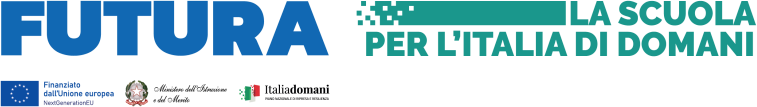 FUTURA
LA SCUOLA
PER L'ITALIA DI DOMANI
Finanziato
dall'Unione europea
NextGenerationEU
Ministero dell'Istruzione
e del Merito
Italiadomani
PIANO NAZIONALE DI RIPRESA E RESILIENZA